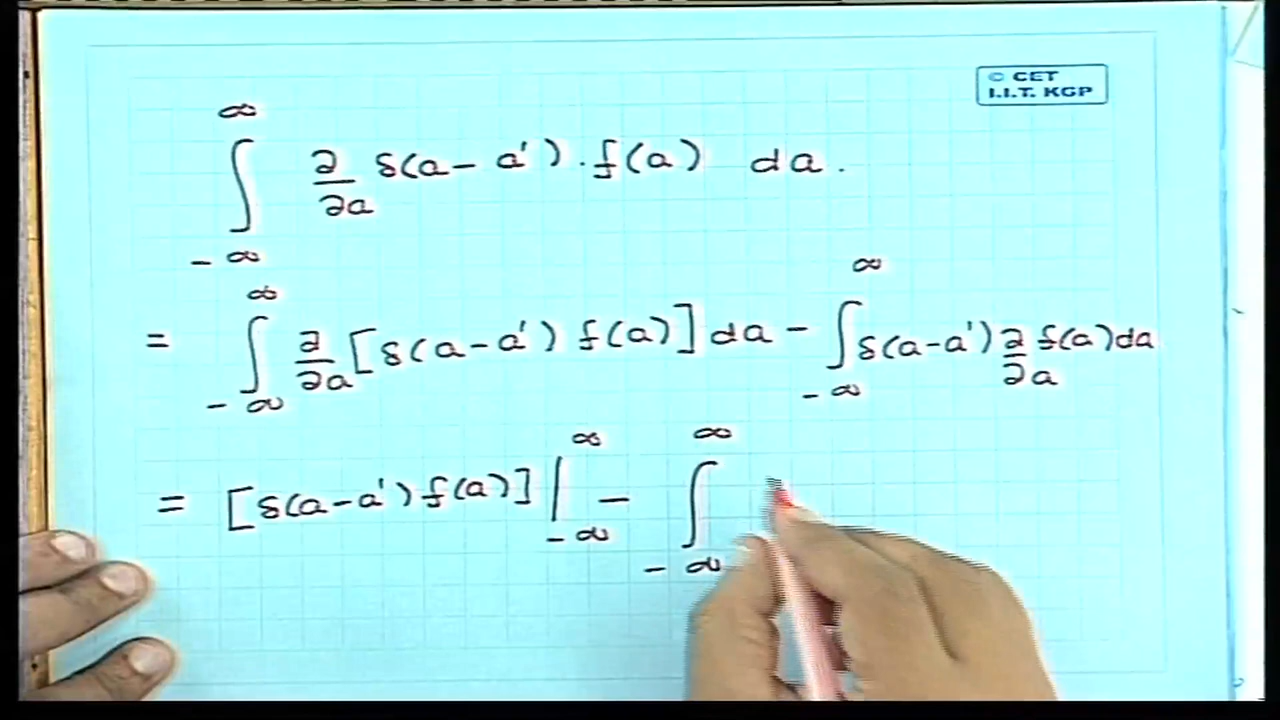 © CET
I.I.T. KGP
∫_{-∞}^{∞} ∂/∂a δ(a - a') . f(a) da .
= ∫_{-∞}^{∞} ∂/∂a [δ(a-a') f(a)] da - ∫_{-∞}^{∞} δ(a-a') ∂/∂a f(a) da
= [δ(a-a') f(a)] |_{-∞}^{∞} - ∫_{-∞}^{∞}